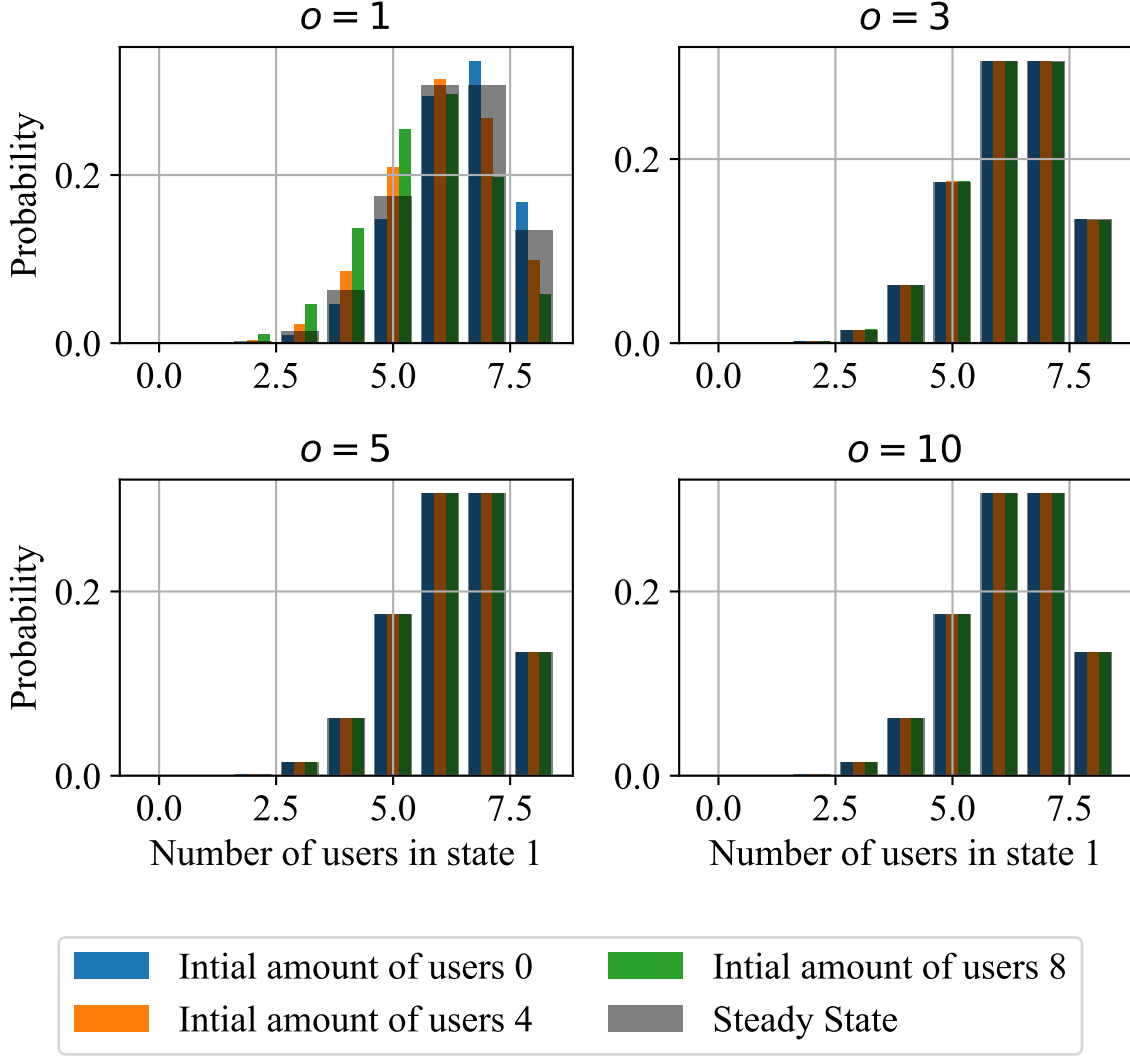 o = 1
o = 3
Probability
0.2
0.0
0.0 2.5 5.0 7.5
0.2
0.0
0.0 2.5 5.0 7.5
o = 5
o = 10
Probability
0.2
0.0
0.0 2.5 5.0 7.5
Number of users in state 1
0.2
0.0
0.0 2.5 5.0 7.5
Number of users in state 1
Intial amount of users 0
Intial amount of users 4
Intial amount of users 8
Steady State